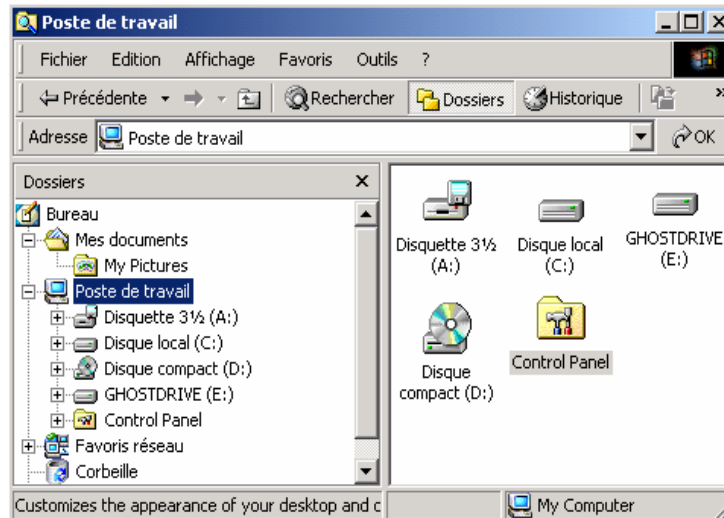 Poste de travail
Fichier Edition Affichage Favoris Outils ?
Précédente Rechercher Dossiers Historique »
Adresse Poste de travail OK
Dossiers x
Bureau
Mes documents
My Pictures
Poste de travail
Disquette 3½ (A:)
Disque local (C:)
Disque compact (D:)
GHOSTDRIVE (E:)
Control Panel
Favoris réseau
Corbeille
Disquette 3½
(A:)
Disque local
(C:)
GHOSTDRIVE
(E:)
Disque
compact (D:)
Control Panel
Customizes the appearance of your desktop and c
My Computer